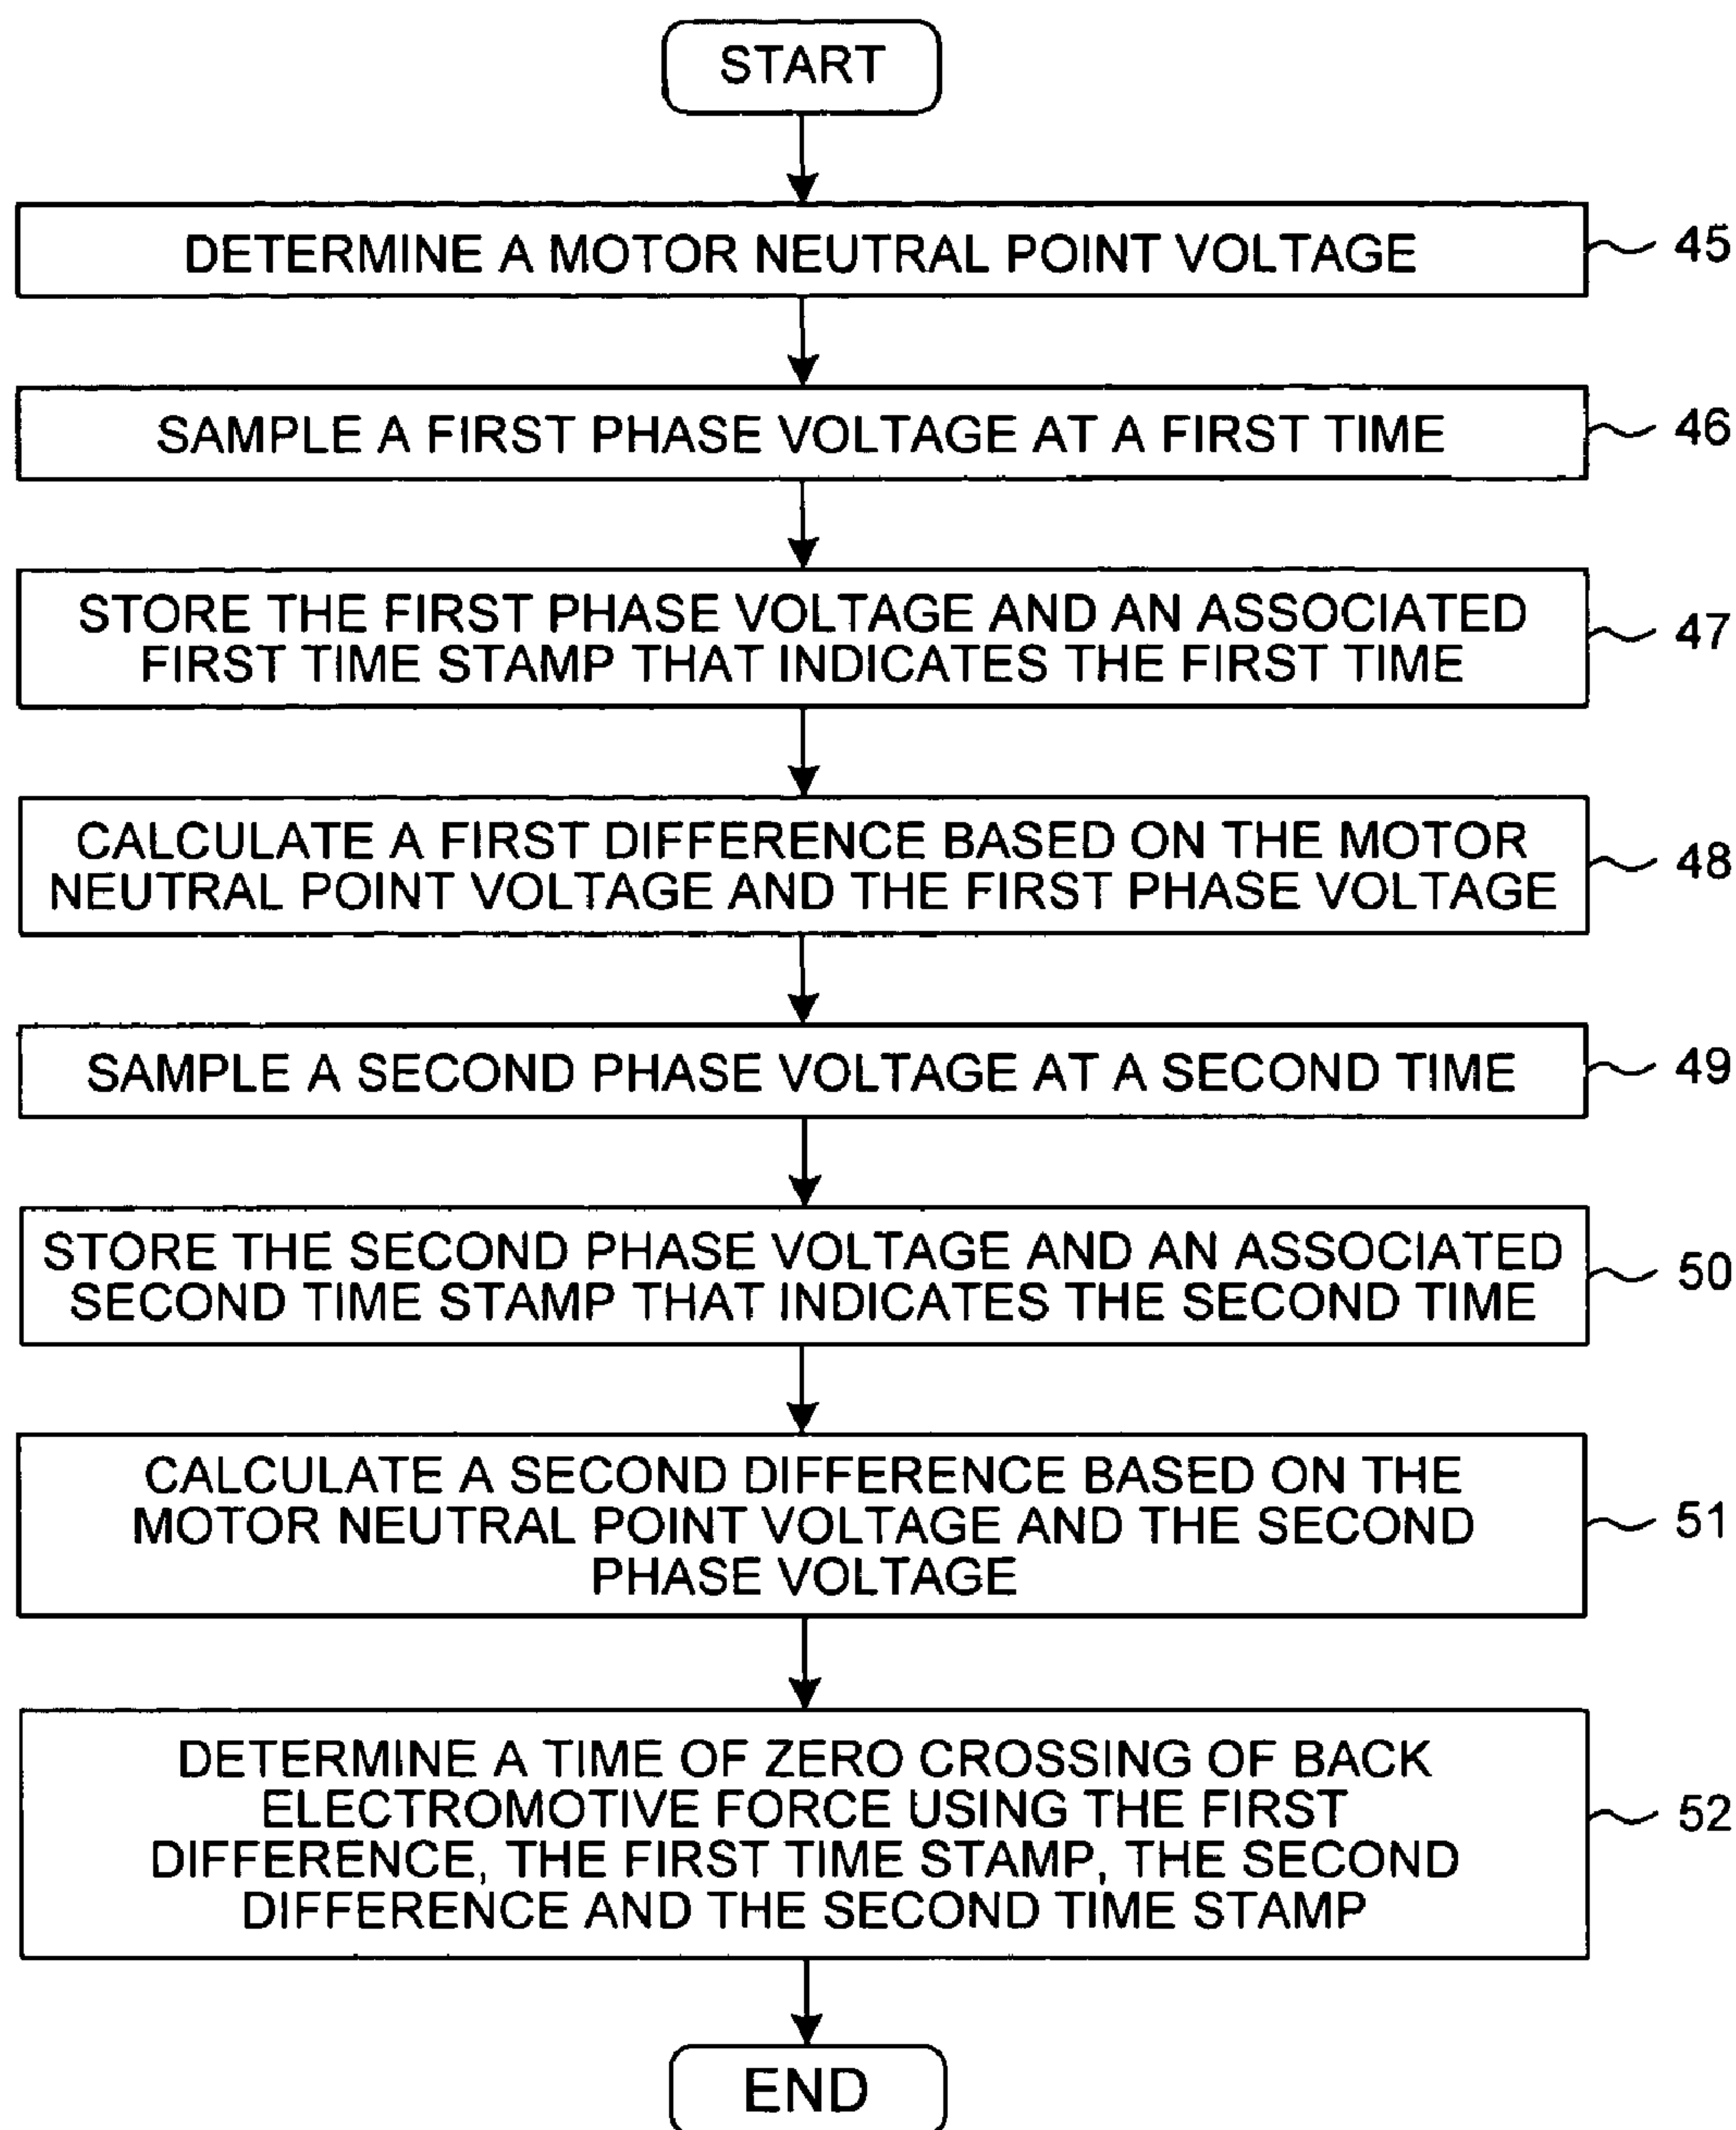 START
DETERMINE A MOTOR NEUTRAL POINT VOLTAGE
45
SAMPLE A FIRST PHASE VOLTAGE AT A FIRST TIME
46
STORE THE FIRST PHASE VOLTAGE AND AN ASSOCIATED
FIRST TIME STAMP THAT INDICATES THE FIRST TIME
47
CALCULATE A FIRST DIFFERENCE BASED ON THE MOTOR
NEUTRAL POINT VOLTAGE AND THE FIRST PHASE VOLTAGE
48
SAMPLE A SECOND PHASE VOLTAGE AT A SECOND TIME
49
STORE THE SECOND PHASE VOLTAGE AND AN ASSOCIATED
SECOND TIME STAMP THAT INDICATES THE SECOND TIME
50
CALCULATE A SECOND DIFFERENCE BASED ON THE
MOTOR NEUTRAL POINT VOLTAGE AND THE SECOND
PHASE VOLTAGE
51
DETERMINE A TIME OF ZERO CROSSING OF BACK
ELECTROMOTIVE FORCE USING THE FIRST
DIFFERENCE, THE FIRST TIME STAMP, THE SECOND
DIFFERENCE AND THE SECOND TIME STAMP
52
END